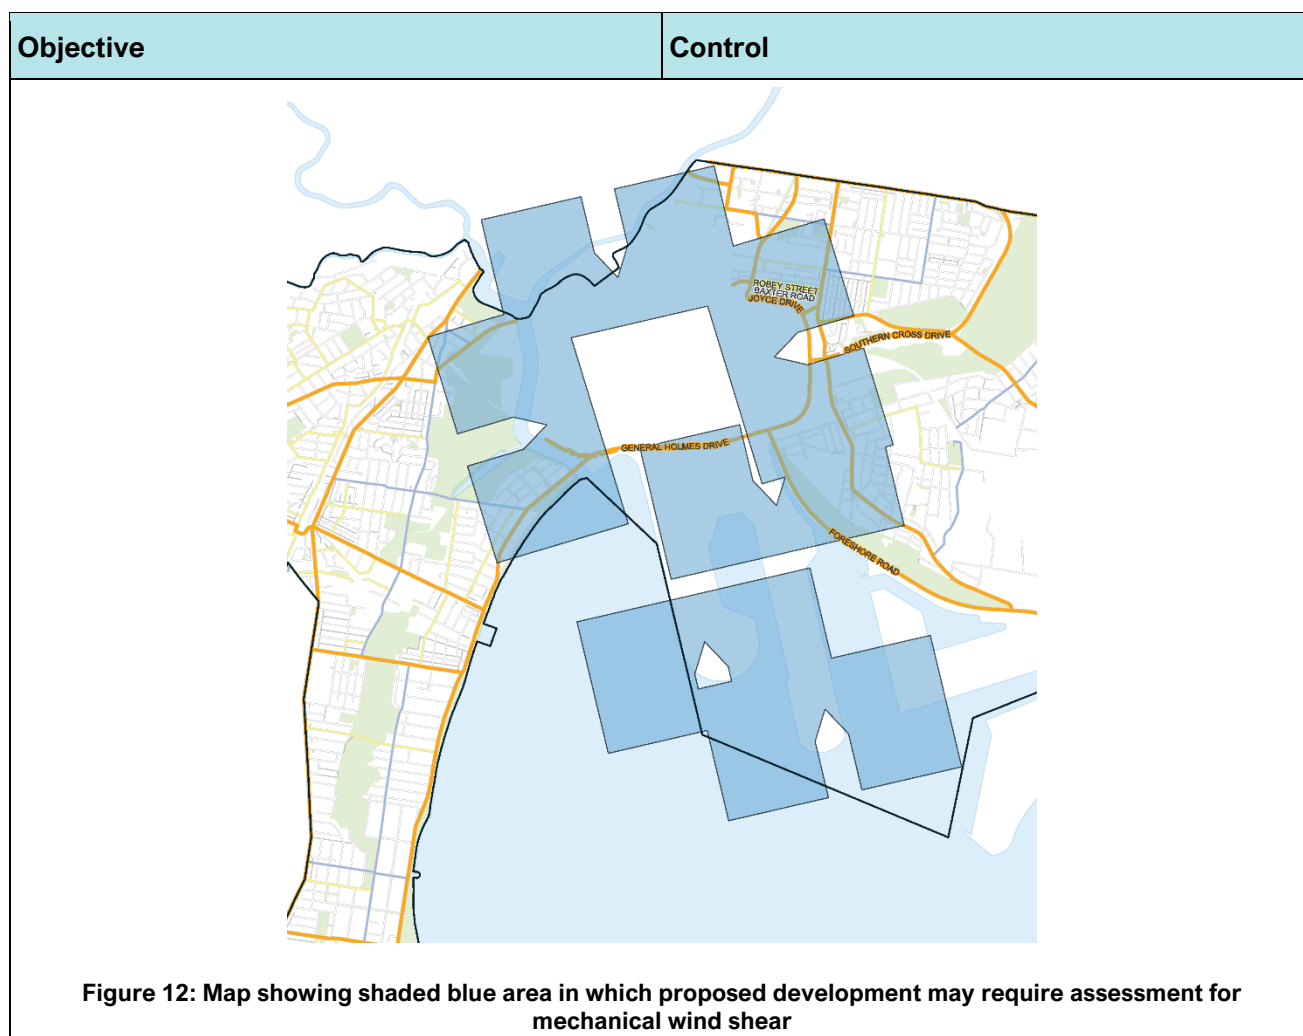 Objective
Control
ROBEY STREET
BAXTER ROAD
JOYCE DRIVE
SOUTHERN CROSS DRIVE
GENERAL HOLMES DRIVE
FORESHORE ROAD
Figure 12: Map showing shaded blue area in which proposed development may require assessment for
mechanical wind shear